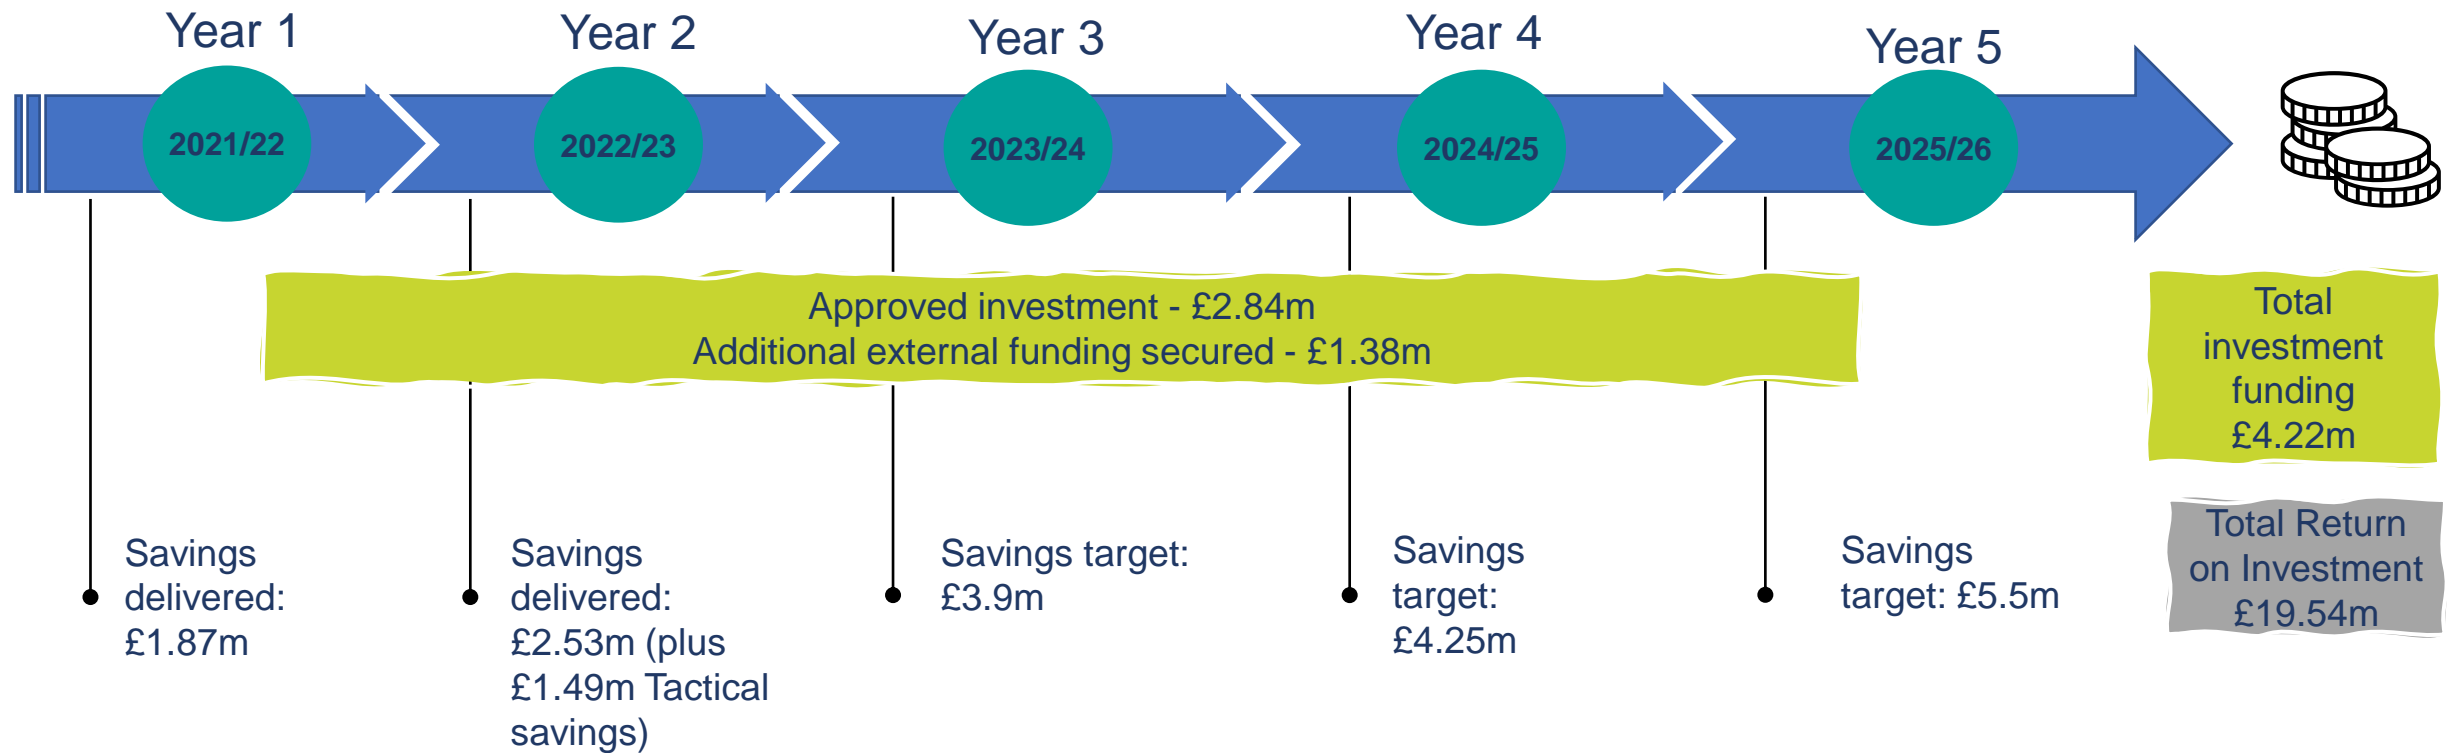 Year 1
Year 2
Year 3
Year 4
Year 5
2021/22
2022/23
2023/24
2024/25
2025/26
Approved investment - £2.84m
Additional external funding secured - £1.38m
Total
investment
funding
£4.22m
Savings
delivered:
£1.87m
Savings
delivered:
£2.53m (plus
£1.49m Tactical
savings)
Savings target:
£3.9m
Savings
target:
£4.25m
Savings
target: £5.5m
Total Return
on Investment
£19.54m